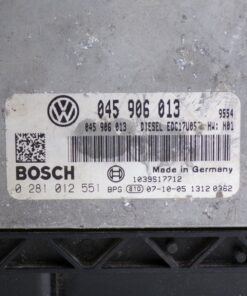 045 906 013 9554
045 906 013 DIESEL EDC17U05 HW: H01
BOSCH Made in Germany
1039S17712
0 281 012 551 BPG 810 07-10-05 1312 0362